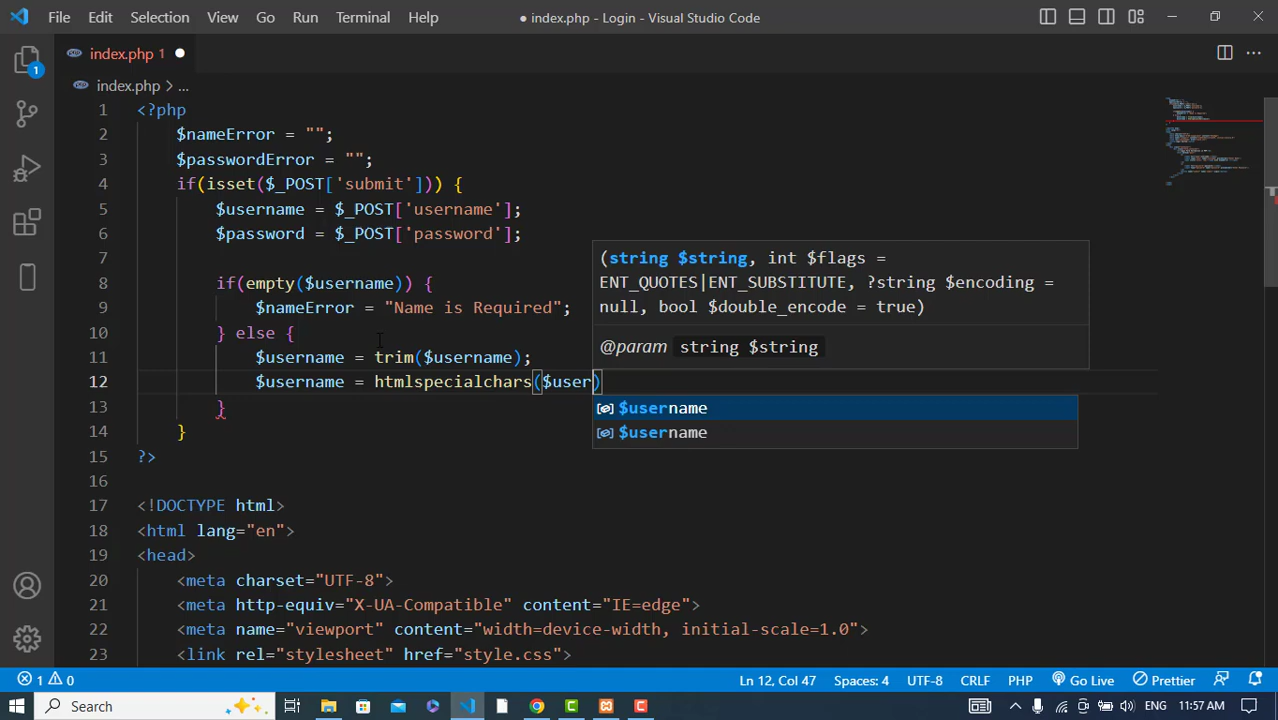 File Edit Selection View Go Run Terminal Help ● index.php - Login - Visual Studio Code
index.php 1 ●
index.php > ...
1 <?php
2 $nameError = "";
3 $passwordError = "";
4 if(isset($_POST['submit'])) {
5 $username = $_POST['username'];
6 $password = $_POST['password'];
7
8 if(empty($username)) {
9 $nameError = "Name is Required";
10 } else {
11 $username = trim($username);
12 $username = htmlspecialchars($user)
13 }
14 }
15 ?>
16
17 <!DOCTYPE html>
18 <html lang="en">
19 <head>
20 <meta charset="UTF-8">
21 <meta http-equiv="X-UA-Compatible" content="IE=edge">
22 <meta name="viewport" content="width=device-width, initial-scale=1.0">
23 <link rel="stylesheet" href="style.css">
(string $string, int $flags =
ENT_QUOTES|ENT_SUBSTITUTE, ?string $encoding =
null, bool $double_encode = true)
@param string $string
$username
$username
1
1 0 Ln 12, Col 47 Spaces: 4 UTF-8 CRLF PHP Go Live Prettier
Search ENG 11:57 AM